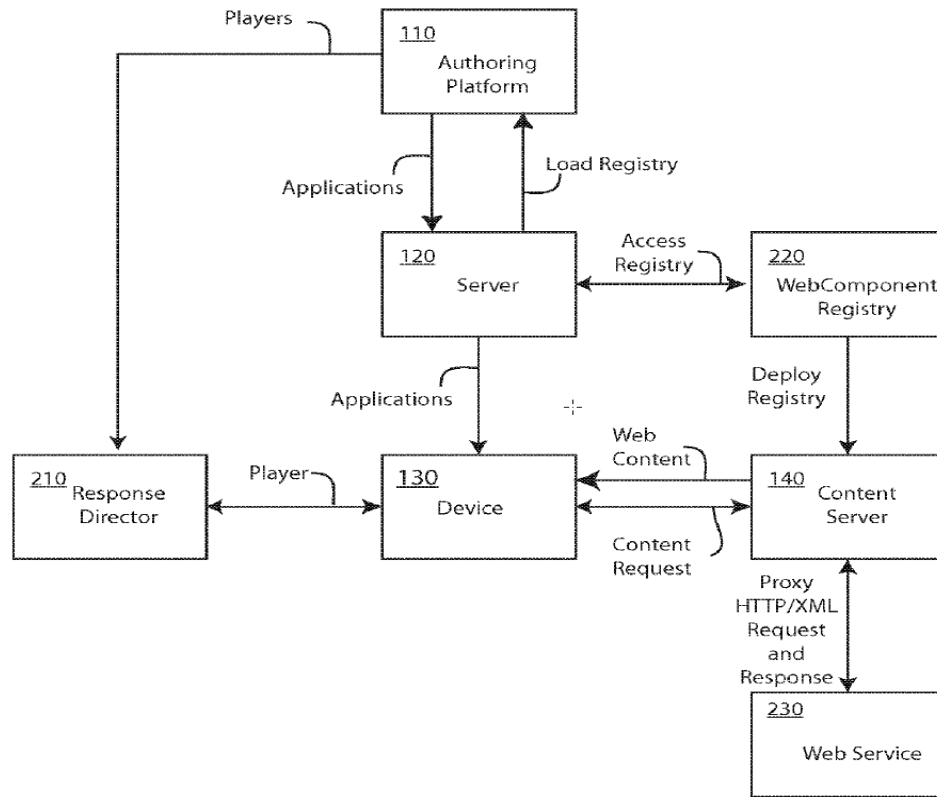 Players
110
Authoring
Platform
Applications
Load Registry
120
Server
Access
Registry
220
WebComponent
Registry
Applications
Deploy
Registry
Web
Content
210
Response
Director
Player
130
Device
140
Content
Server
Content
Request
Proxy
HTTP/XML
Request
and
Response
230
Web Service